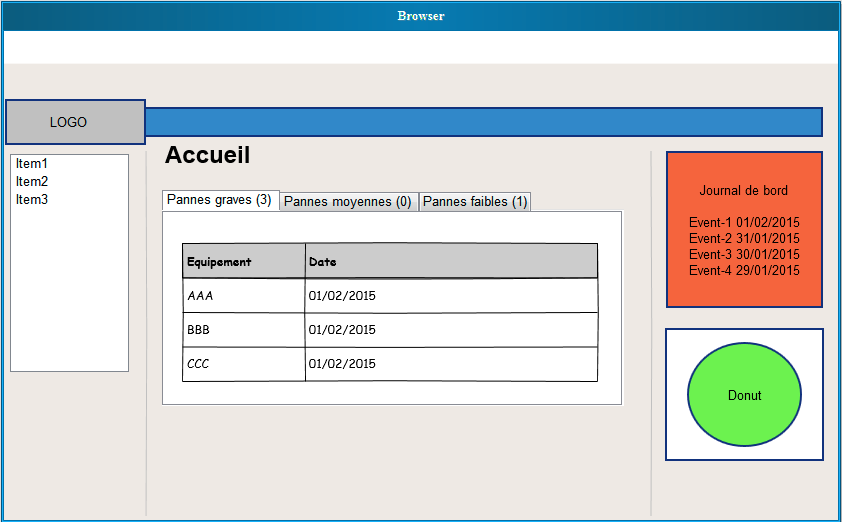 Browser
LOGO
Item1
Item2
Item3
Accueil
Pannes graves (3) Pannes moyennes (0) Pannes faibles (1)
Equipement Date
AAA 01/02/2015
BBB 01/02/2015
CCC 01/02/2015
Journal de bord
Event-1 01/02/2015
Event-2 31/01/2015
Event-3 30/01/2015
Event-4 29/01/2015
Donut